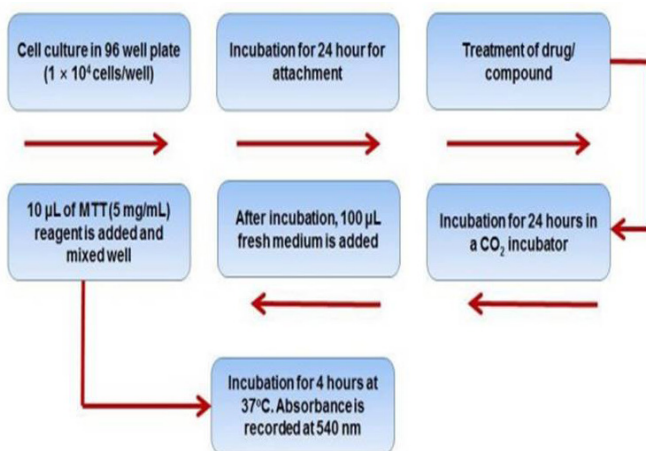 Cell culture in 96 well plate
(1 × 10⁴ cells/well)
Incubation for 24 hour for
attachment
Treatment of drug/
compound
Incubation for 24 hours in
a CO₂ incubator
After incubation, 100 µL
fresh medium is added
10 µL of MTT (5 mg/mL)
reagent is added and
mixed well
Incubation for 4 hours at
37°C. Absorbance is
recorded at 540 nm